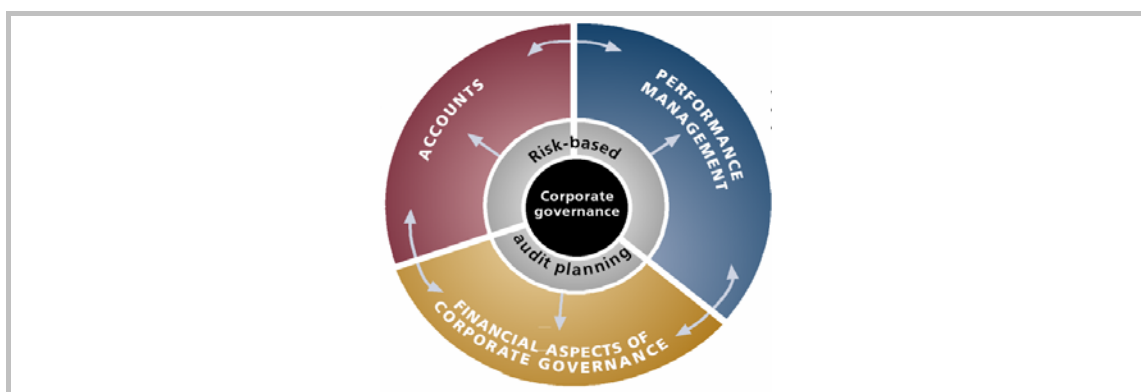 ACCOUNTS
PERFORMANCE
MANAGEMENT
Risk-based
Corporate
governance
audit planning
FINANCIAL ASPECTS OF
CORPORATE GOVERNANCE